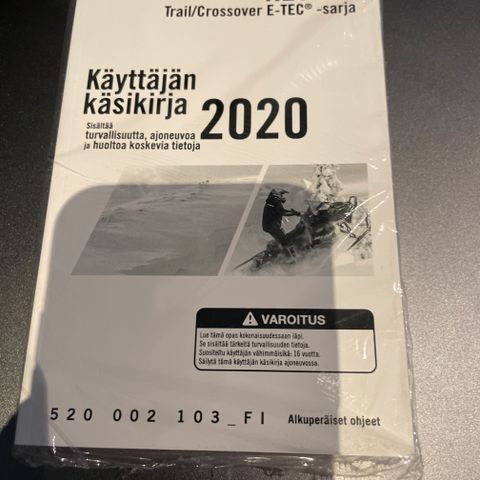 Trail/Crossover E-TEC® -sarja
Käyttäjän
käsikirja 2020
Sisältää
turvallisuutta, ajoneuvoa
ja huoltoa koskevia tietoja
VAROITUS
Lue tämä opas kokonaisuudessaan läpi.
Se sisältää tärkeitä turvallisuuden tietoja.
Suositeltu käyttäjän vähimmäisikä: 16 vuotta.
Säilytä tämä käyttäjän käsikirja ajoneuvossa.
520 002 103_FI
Alkuperäiset ohjeet